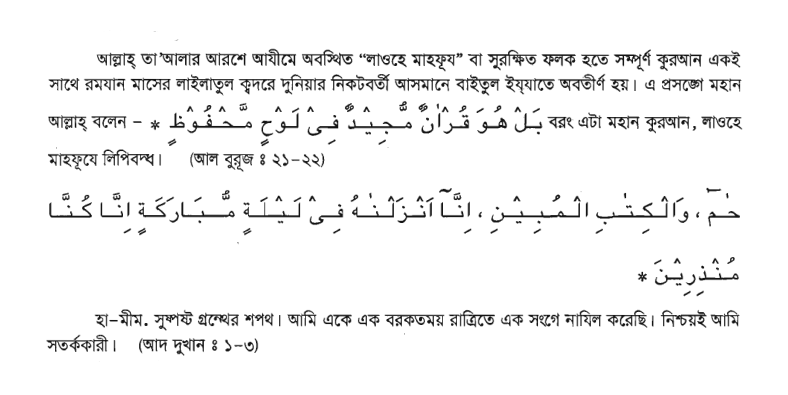 আল্লাহ্ তা'আলার আরশে আযীমে অবস্থিত “লাওহে মাহফূয” বা সুরক্ষিত ফলক হতে সম্পূর্ণ কুরআন একই
সাথে রমযান মাসের লাইলাতুল ক্বদরে দুনিয়ার নিকটবর্তী আসমানে বাইতুল ইয্যাতে অবতীর্ণ হয়। এ প্রসঙ্গে মহান
আল্লাহ্ বলেন – بَلْ هُوَ قُرْاٰنٌ مَّجِيْدٌ فِىْ لَوْحٍ مَّحْفُوْظٍ * বরং এটা মহান কুরআন, লাওহে
মাহফূযে লিপিবদ্ধ। (আল বুরূজ ঃ ২১–২২)
حٰمٓ ، وَالْكِتٰبِ الْمُبِيْنِ ، اِنَّآ اَنْزَلْنٰهُ فِىْ لَيْلَةٍ مُّبَارَكَةٍ اِنَّا كُنَّا
مُنْذِرِيْنَ *
হা–মীম. সুষ্পষ্ট গ্রন্থের শপথ। আমি একে এক বরকতময় রাত্রিতে এক সংগে নাযিল করেছি। নিশ্চয়ই আমি
সতর্ককারী। (আদ দুখান ঃ ১–৩)